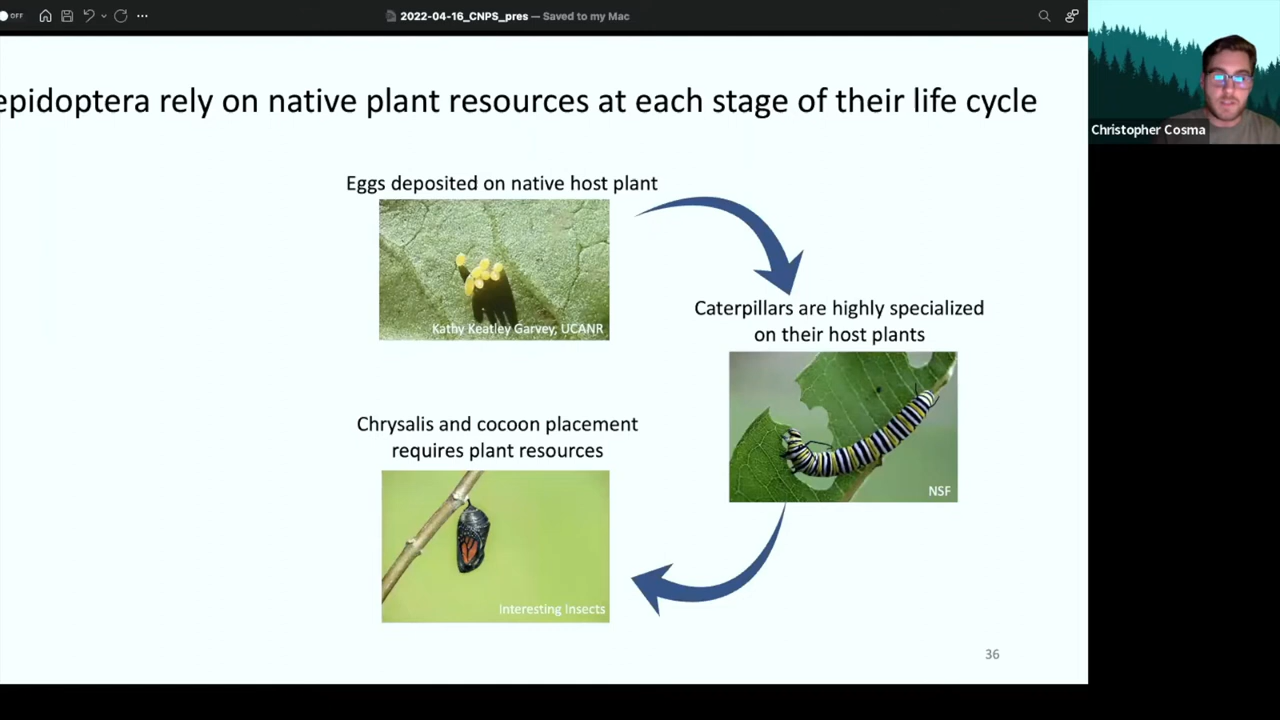 OFF
2022-04-16_CNPS_pres — Saved to my Mac
epidoptera rely on native plant resources at each stage of their life cycle
Christopher Cosma
Eggs deposited on native host plant
Kathy Keatley Garvey, UCANR
Caterpillars are highly specialized
on their host plants
NSF
Chrysalis and cocoon placement
requires plant resources
Interesting Insects
36